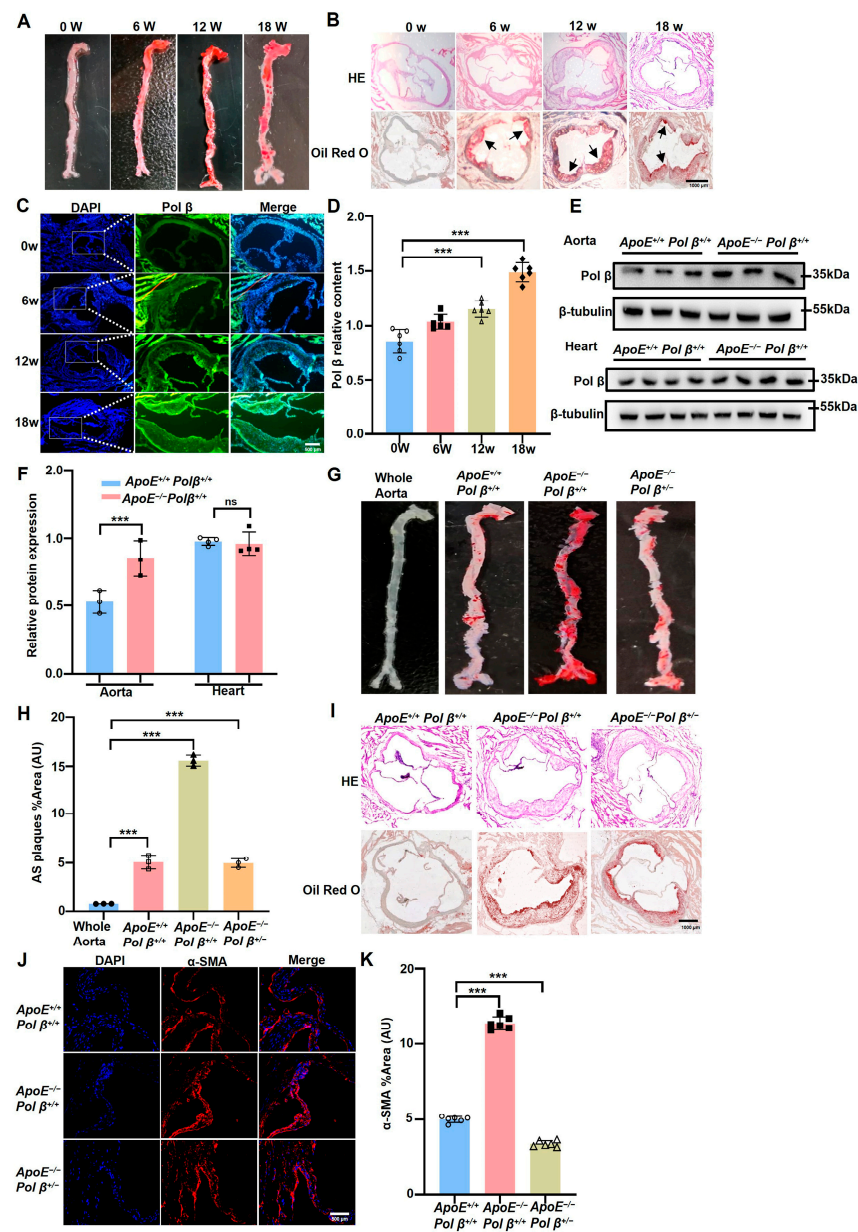 A
0 W 6 W 12 W 18 W
B
0 w 6 w 12 w 18 w
HE
Oil Red O
1000 μm
C
DAPI Pol β Merge
0w
6w
12w
18w
500 μm
D
Pol β relative content
2.0
1.5
1.0
1.5
0.0
***
***
0W 6W 12w 18w
E
Aorta ApoE+/+ Pol β+/+ ApoE−/− Pol β+/+
Pol β 35kDa
β-tubulin 55kDa
Heart ApoE+/+ Pol β+/+ ApoE−/− Pol β+/+
Pol β 35kDa
β-tubulin 55kDa
F
Relative protein expression
2.0
1.0
1.0
0.0
ApoE+/+ Polβ+/+
ApoE−/−Polβ+/+
***
ns
Aorta Heart
G
Whole Aorta
ApoE+/+ Pol β+/+
ApoE−/− Pol β+/+
ApoE−/− Pol β+/−
H
AS plaques %Area (AU)
20
15
10
5
0
***
***
***
Whole Aorta
ApoE+/+ Pol β+/+
ApoE−/− Pol β+/+
ApoE−/− Pol β+/−
I
ApoE+/+ Pol β+/+ ApoE−/−Pol β+/+ ApoE−/−Pol β+/−
HE
Oil Red O
1000 μm
J
DAPI α-SMA Merge
ApoE+/+
Pol β+/+
ApoE−/−
Pol β+/+
ApoE−/−
Pol β+/−
500 μm
K
α-SMA %Area (AU)
20
10
5
0
***
***
ApoE+/+ ApoE−/− ApoE−/−
Pol β+/+ Pol β+/+ Pol β+/−